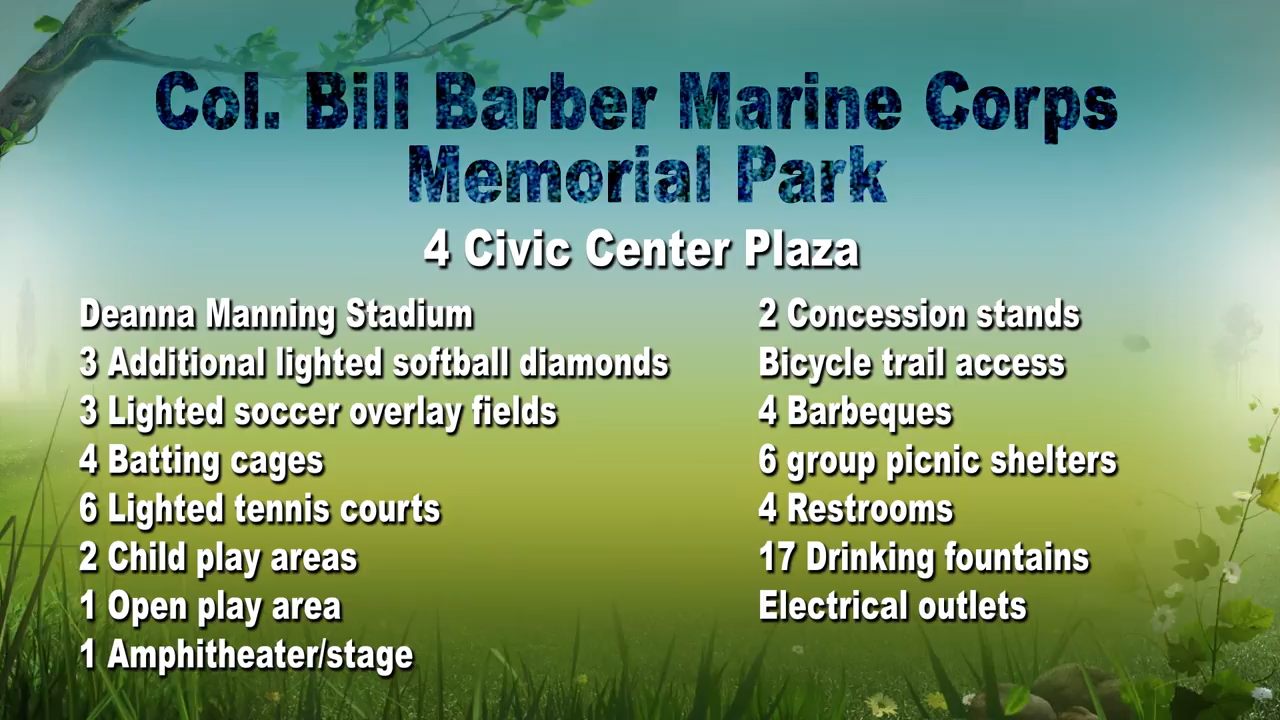 Col. Bill Barber Marine Corps
Memorial Park
4 Civic Center Plaza
Deanna Manning Stadium
3 Additional lighted softball diamonds
3 Lighted soccer overlay fields
4 Batting cages
6 Lighted tennis courts
2 Child play areas
1 Open play area
1 Amphitheater/stage
2 Concession stands
Bicycle trail access
4 Barbeques
6 group picnic shelters
4 Restrooms
17 Drinking fountains
Electrical outlets